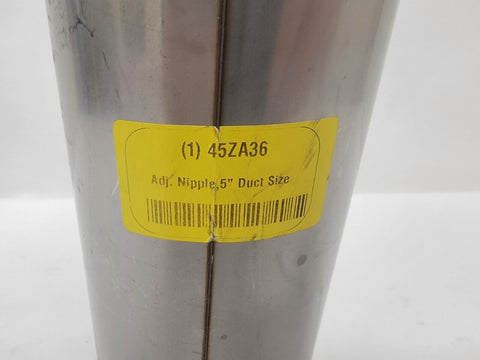 (1) 45ZA36
Adj. Nipple,5" Duct Size